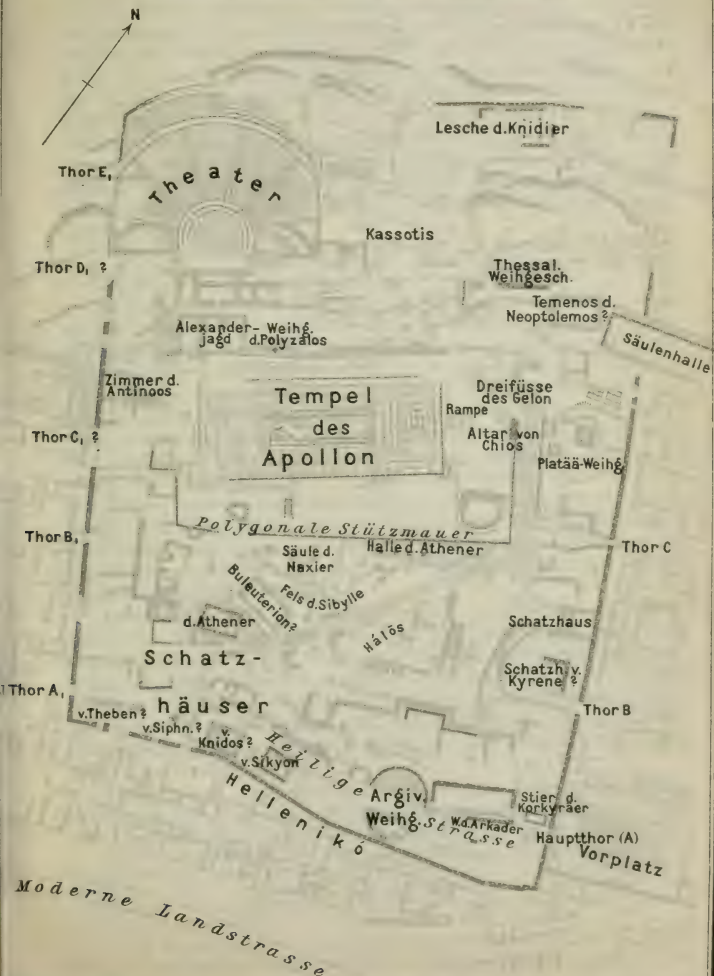 N
Lesche d. Knidier
Thor E,
Theater
Kassotis
Thor D, ?
Thessal.
Weihgesch.
Temenos d.
Neoptolemos ?
Säulenhalle
Alexander- Weihg.
jagd d. Polyzalos
Zimmer d.
Antinoos
Tempel
des
Apollon
Dreifüsse
des Gelon
Rampe
Altar von
Chios
Thor C, ?
Platää-Weihg.
Polygonale Stützmauer
Thor B,
Säule d.
Naxier
Halle d. Athener
Thor C
Buleuterion?
Fels d. Sibylle
Hálōs
d. Athener
Schatzhaus
Schatz-
häuser
Schatzh. v.
Kyrene ?
Thor A,
v. Theben ?
v. Siphn. ?
v.
Knidos ?
v. Sikyon
Thor B
Heilige Strasse
Argiv.
Weihg.
Stier d.
Korkyräer
W. d. Arkader
Hauptthor (A)
Vorplatz
Hellenikó
Moderne Landstrasse